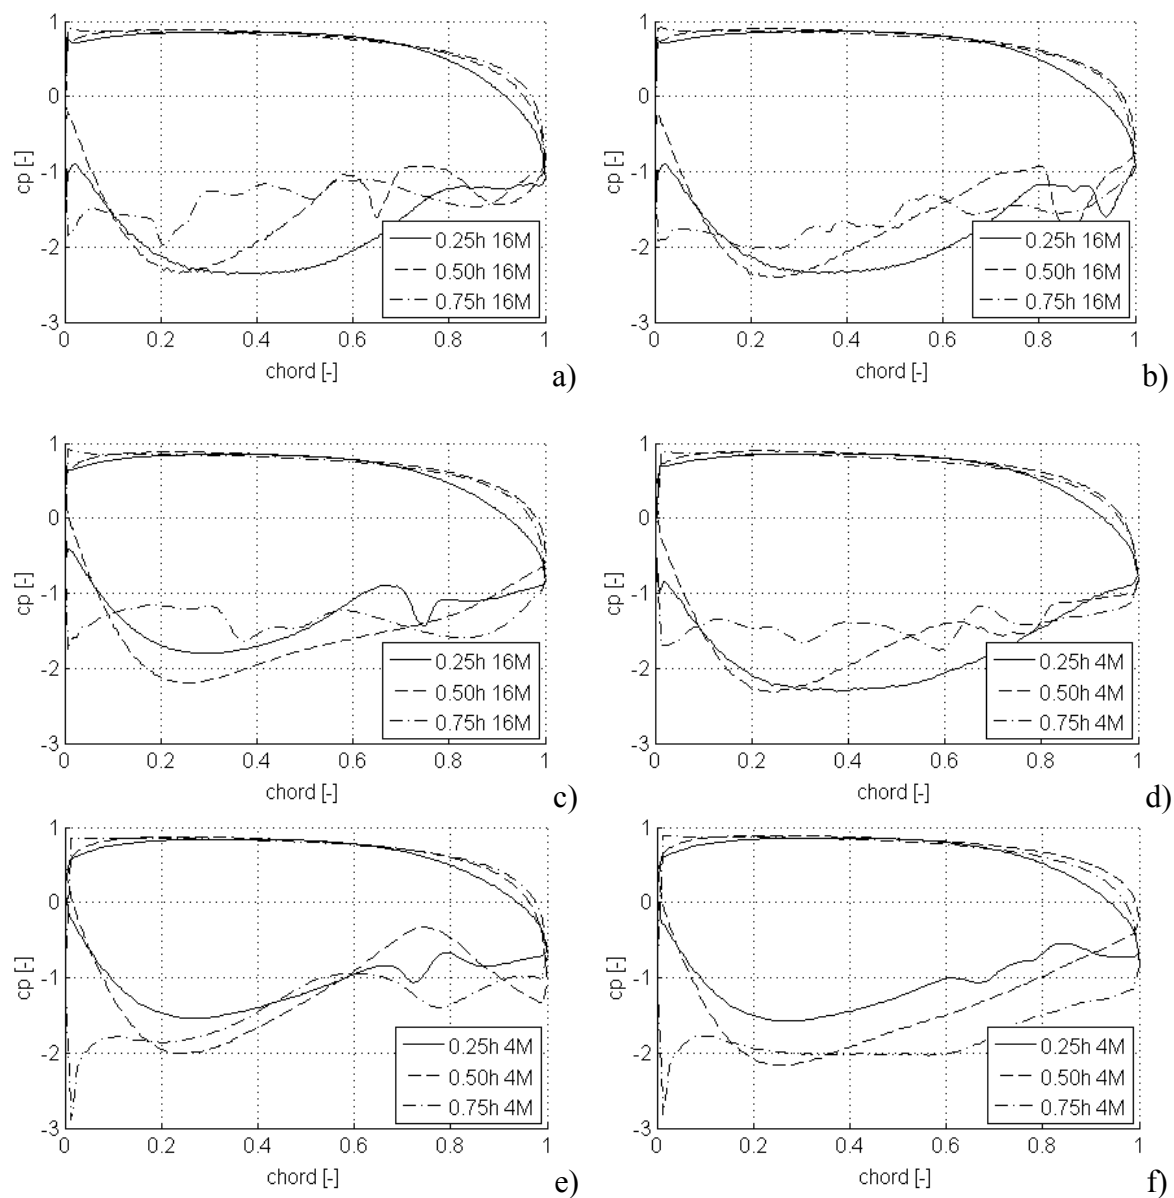 1
0
cp [-]
-1
-2
-3
0.25h 16M
0.50h 16M
0.75h 16M
0 0.2 0.4 0.6 0.8 1
chord [-]
a)
1
0
cp [-]
-1
-2
-3
0.25h 16M
0.50h 16M
0.75h 16M
0 0.2 0.4 0.6 0.8 1
chord [-]
b)
1
0
cp [-]
-1
-2
-3
0.25h 16M
0.50h 16M
0.75h 16M
0 0.2 0.4 0.6 0.8 1
chord [-]
c)
1
0
cp [-]
-1
-2
-3
0.25h 4M
0.50h 4M
0.75h 4M
0 0.2 0.4 0.6 0.8 1
chord [-]
d)
1
0
cp [-]
-1
-2
-3
0.25h 4M
0.50h 4M
0.75h 4M
0 0.2 0.4 0.6 0.8 1
chord [-]
e)
1
0
cp [-]
-1
-2
-3
0.25h 4M
0.50h 4M
0.75h 4M
0 0.2 0.4 0.6 0.8 1
chord [-]
f)